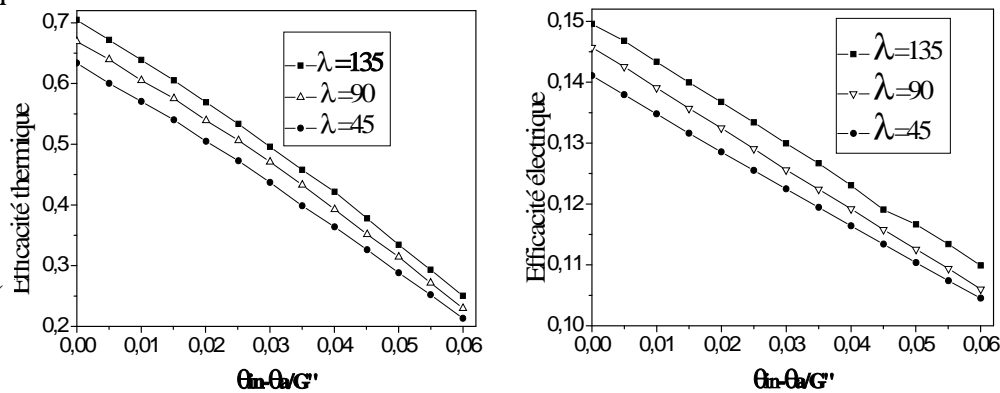 0,7
0,6
0,5
0,4
0,3
0,2
Efficacité thermique
λ=135
λ=90
λ=45
0,00 0,01 0,02 0,03 0,04 0,05 0,06
θin-θa/G''
0,15
0,14
0,13
0,12
0,11
0,10
Efficacité électrique
λ=135
λ=90
λ=45
0,00 0,01 0,02 0,03 0,04 0,05 0,06
θin-θa/G''